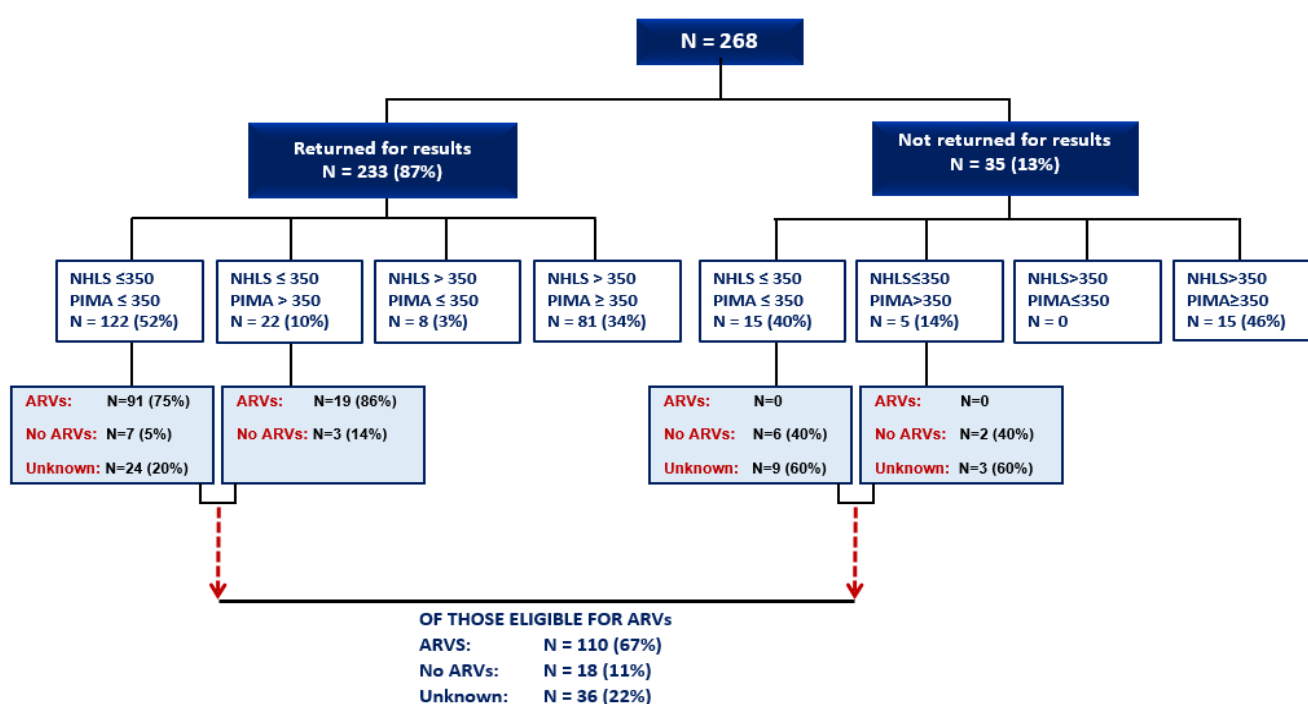 N = 268
Returned for results
N = 233 (87%)
Not returned for results
N = 35 (13%)
NHLS ≤350
PIMA ≤ 350
N = 122 (52%)
NHLS ≤ 350
PIMA > 350
N = 22 (10%)
NHLS > 350
PIMA ≤ 350
N = 8 (3%)
NHLS > 350
PIMA ≥ 350
N = 81 (34%)
NHLS ≤ 350
PIMA ≤ 350
N = 15 (40%)
NHLS≤350
PIMA>350
N = 5 (14%)
NHLS>350
PIMA≤350
N = 0
NHLS>350
PIMA≥350
N = 15 (46%)
ARVs: N=91 (75%)
No ARVs: N=7 (5%)
Unknown: N=24 (20%)
ARVs: N=19 (86%)
No ARVs: N=3 (14%)
ARVs: N=0
No ARVs: N=6 (40%)
Unknown: N=9 (60%)
ARVs: N=0
No ARVs: N=2 (40%)
Unknown: N=3 (60%)
OF THOSE ELIGIBLE FOR ARVs
ARVS: N = 110 (67%)
No ARVs: N = 18 (11%)
Unknown: N = 36 (22%)